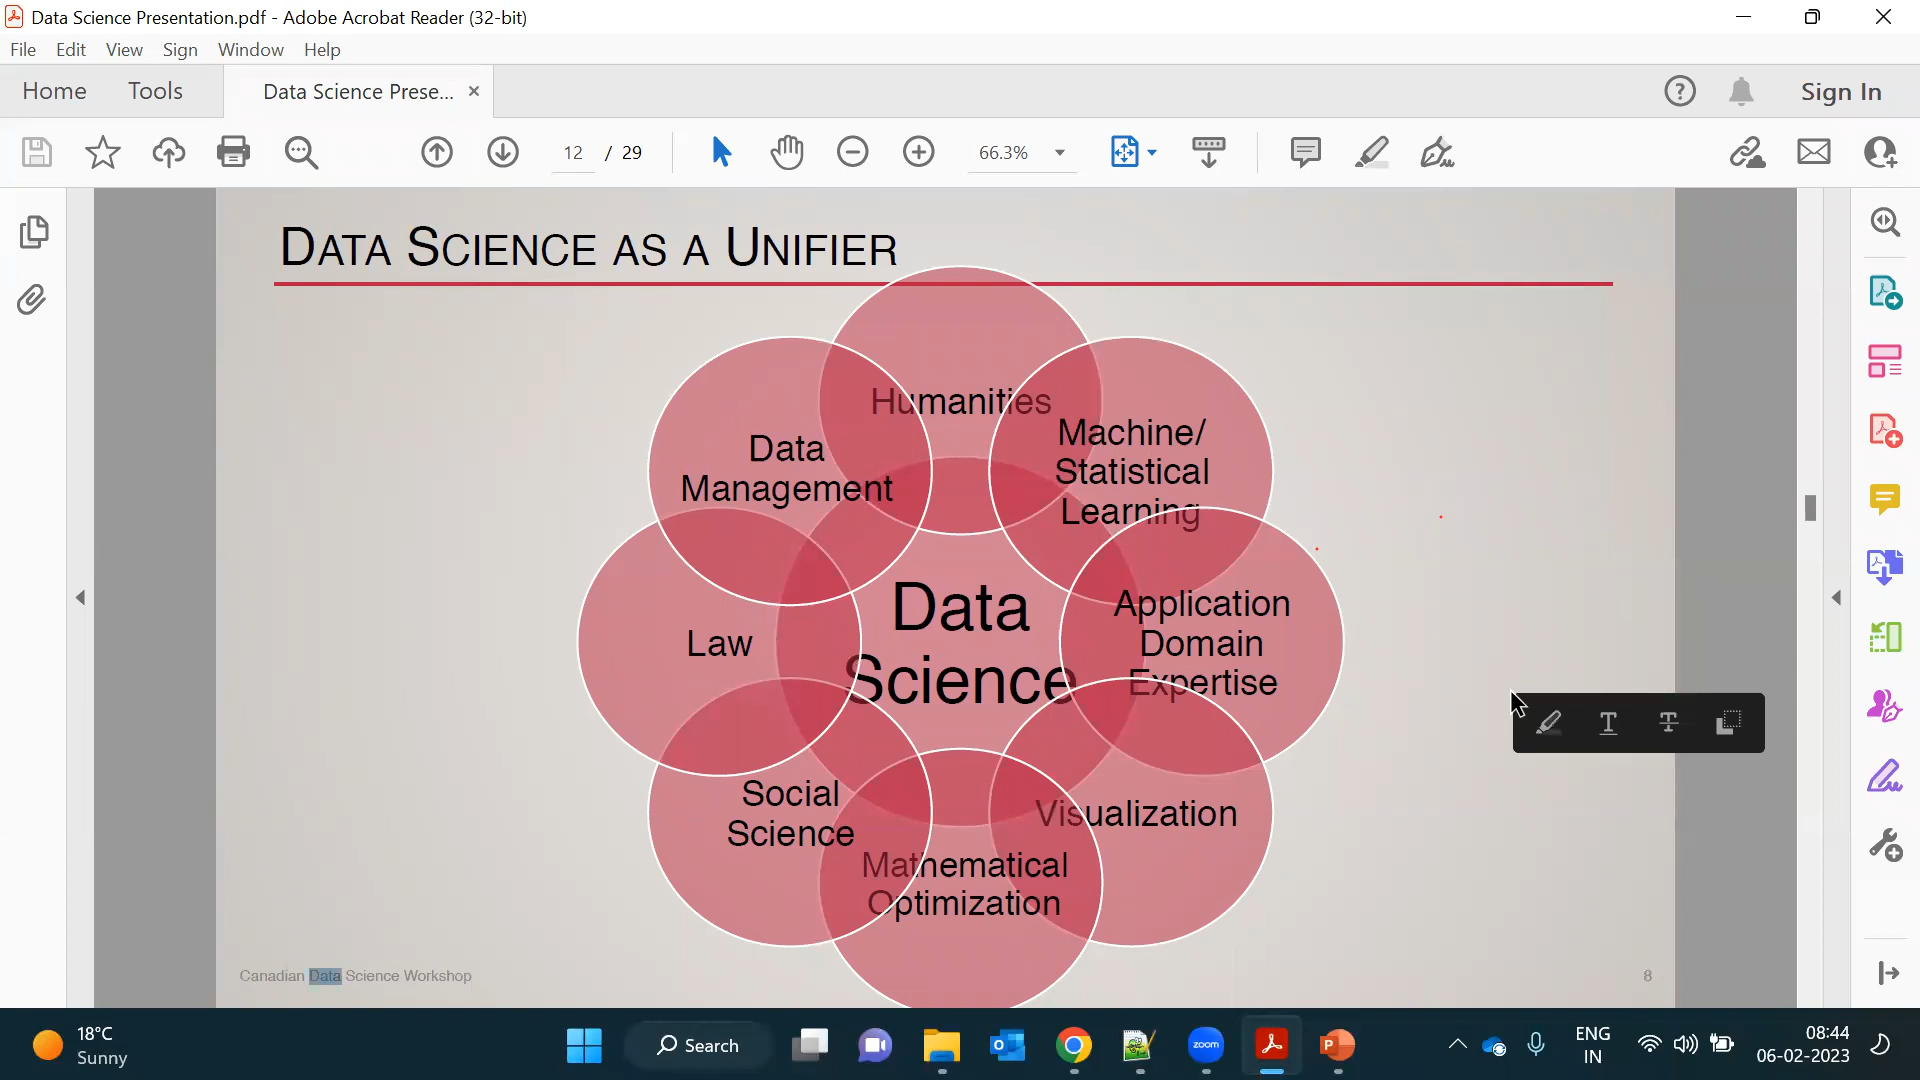 Data Science Presentation.pdf - Adobe Acrobat Reader (32-bit)
File Edit View Sign Window Help
Home Tools Data Science Prese... Sign In
12 / 29 66.3%
DATA SCIENCE AS A UNIFIER
Humanities
Machine/
Statistical
Learning
Data
Management
Application
Domain
Expertise
Data
Science
Law
Visualization
Social
Science
Mathematical
Optimization
Canadian Data Science Workshop 8
18°C
Sunny
Search
zoom
ENG
IN
08:44
06-02-2023